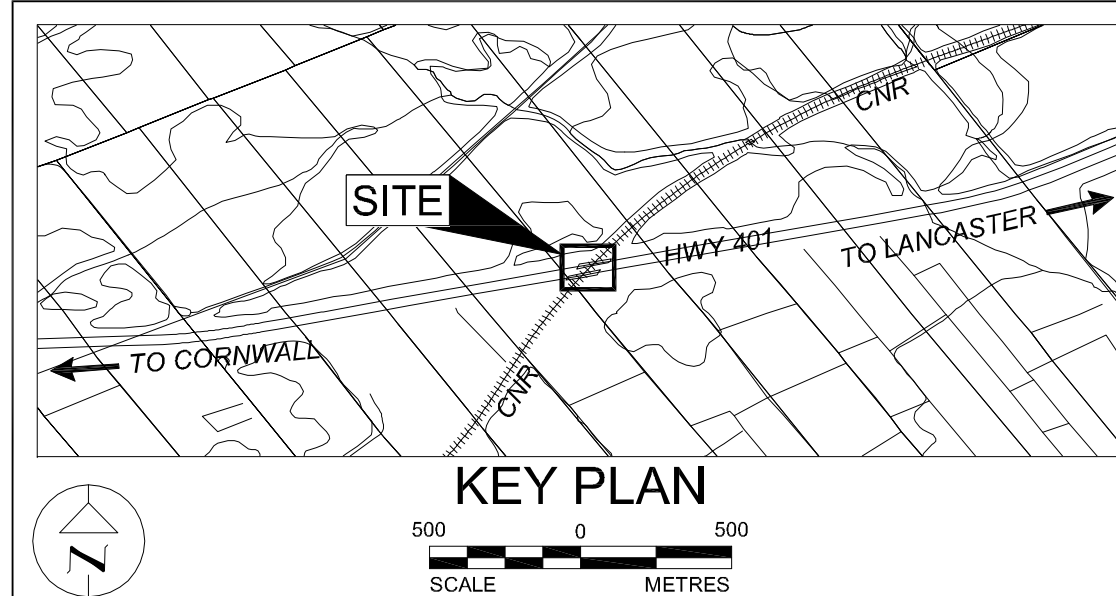 CNR
SITE
HWY 401
TO LANCASTER
TO CORNWALL
CNR
KEY PLAN
500 0 500
SCALE METRES
N